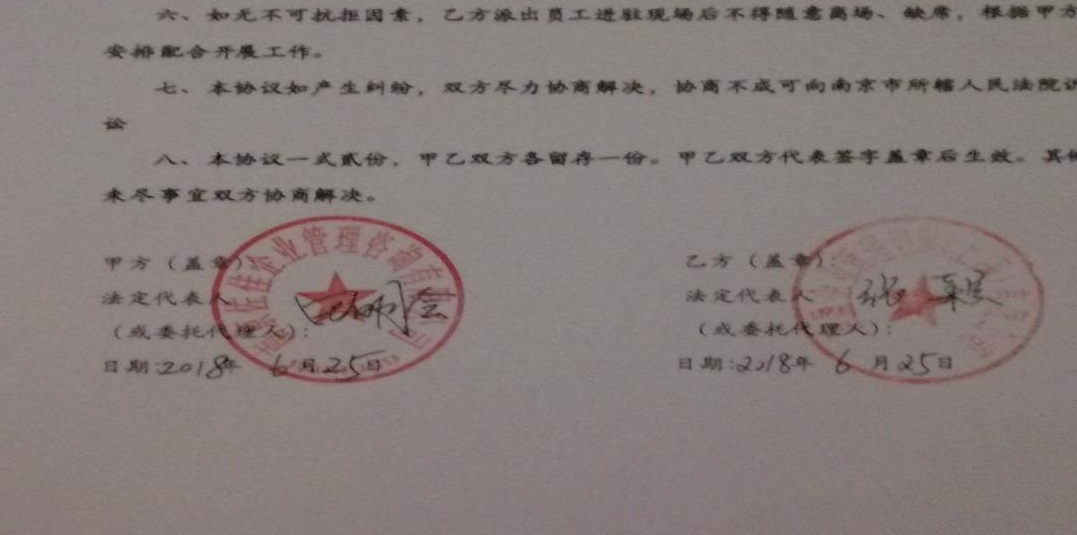 六、如无不可抗拒因素，乙方派出员工进驻现场后不得随意离场、缺席，根据甲方
安排配合开展工作。
七、本协议如产生纠纷，双方尽力协商解决，协商不成可向南京市所辖人民法院诉
讼
八、本协议一式贰份，甲乙双方各留存一份。甲乙双方代表签字盖章后生效。其他
未尽事宜双方协商解决。
甲方（盖章）：
企业管理咨询有限公司
法定代表人
（或委托代理人）：
日期：2018年 6月25日
乙方（盖章）：
法定代表人
（或委托代理人）：
日期：2018年 6月25日